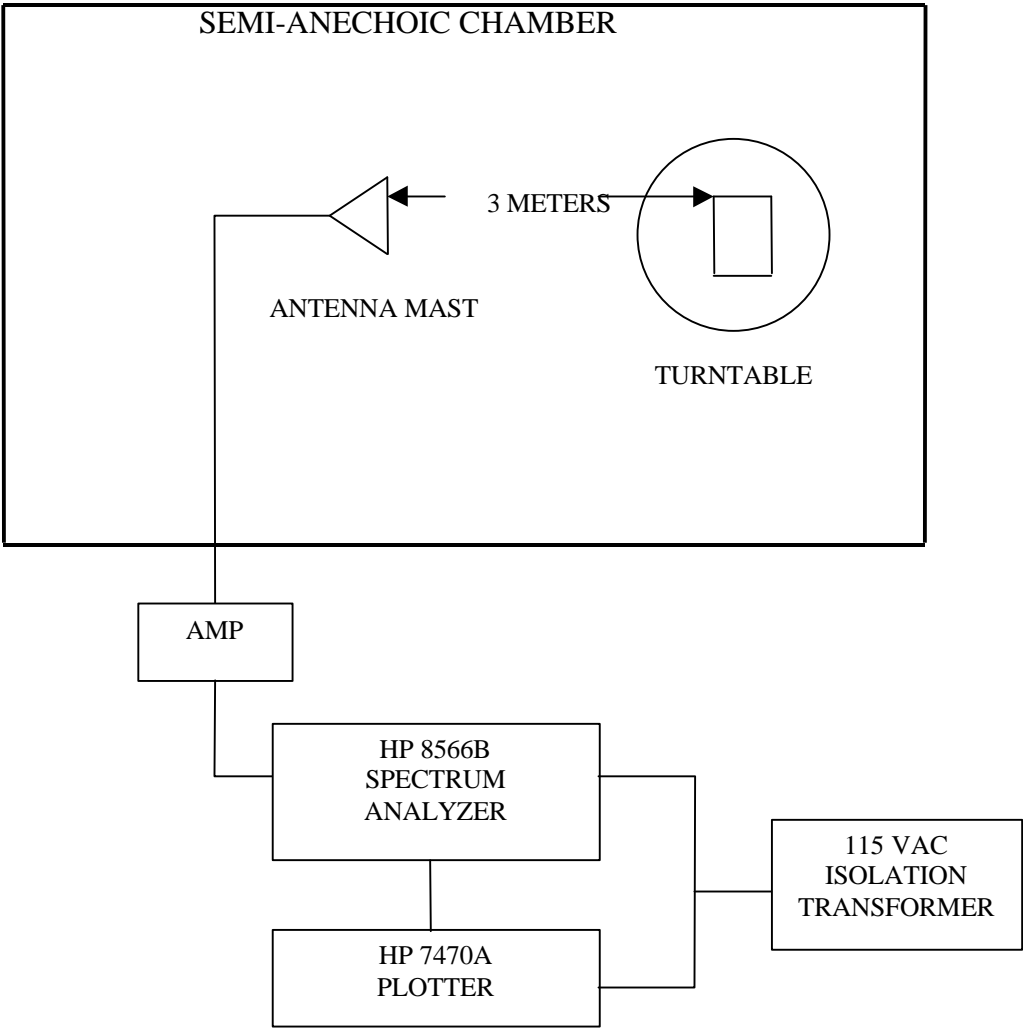 SEMI-ANECHOIC CHAMBER
3 METERS
ANTENNA MAST
TURNTABLE
AMP
HP 8566B
SPECTRUM
ANALYZER
115 VAC
ISOLATION
TRANSFORMER
HP 7470A
PLOTTER